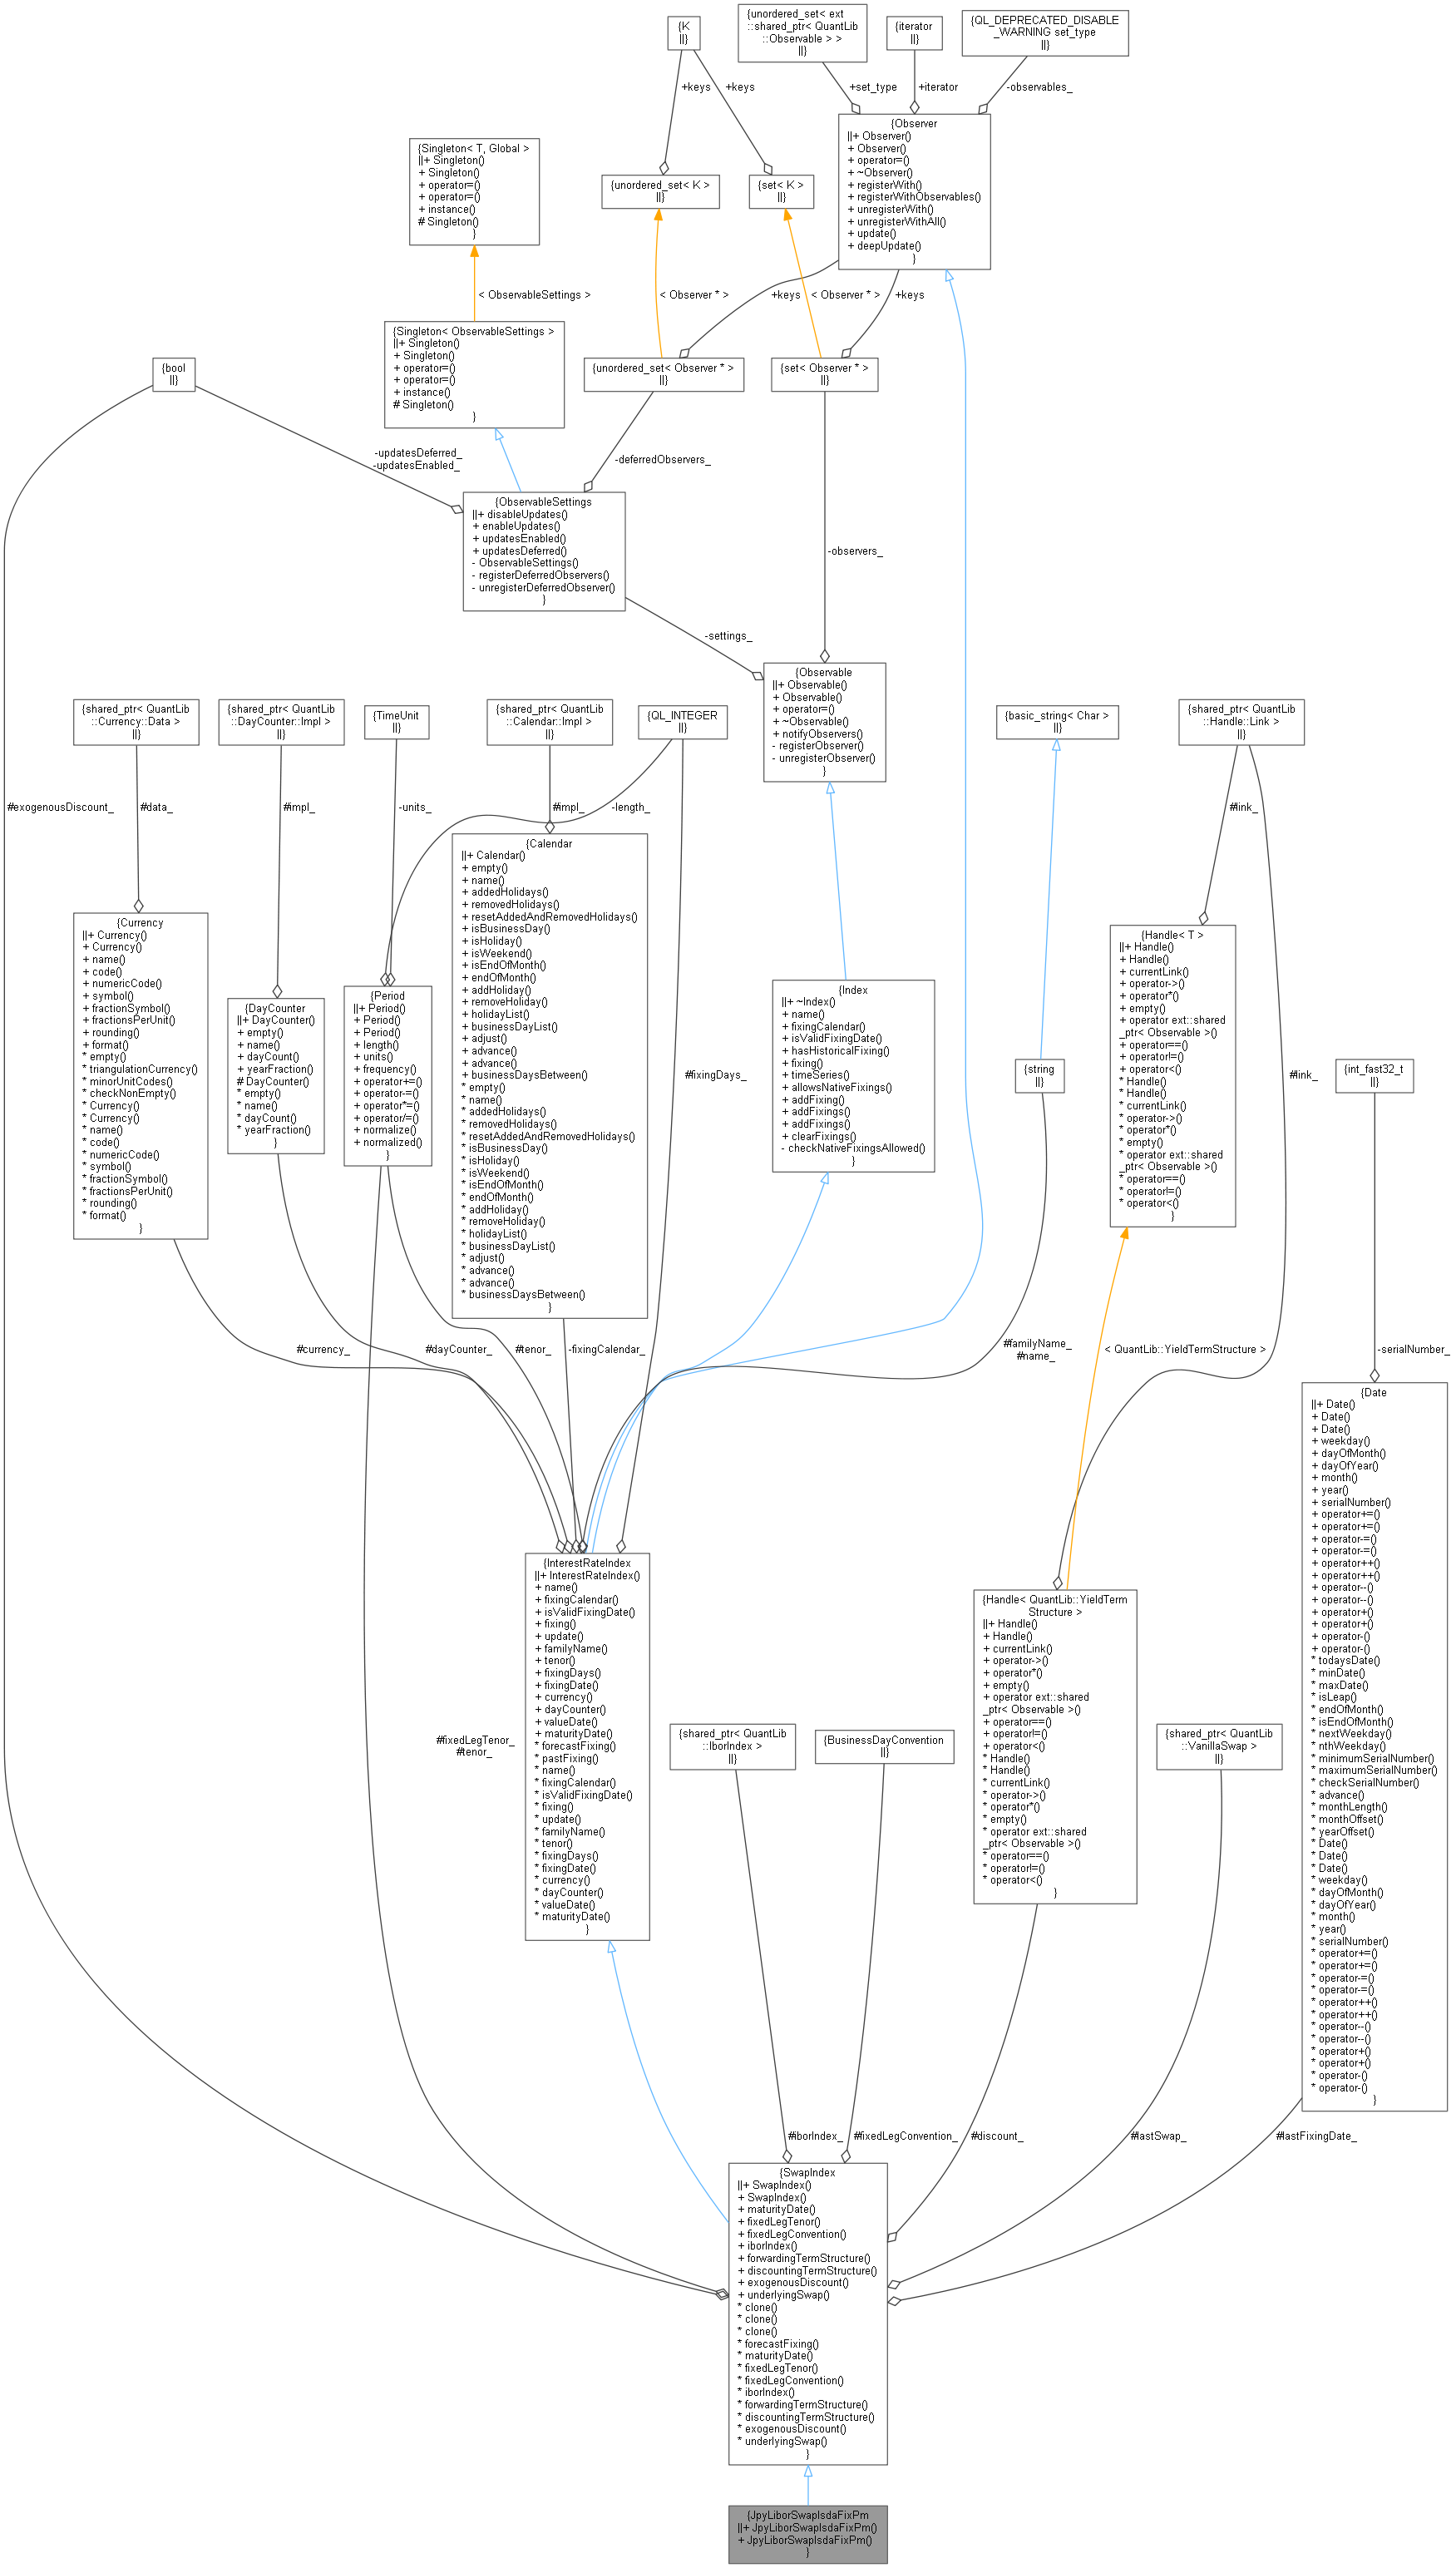 {K
||}
{unordered_set< ext
::shared_ptr< QuantLib
::Observable > >
||}
{iterator
||}
{QL_DEPRECATED_DISABLE
_WARNING set_type
||}
+keys
+keys
+set_type
+iterator
-observables_
{Singleton< T, Global >
||+ Singleton()
+ Singleton()
+ operator=()
+ operator=()
+ instance()
# Singleton()
}
{unordered_set< K >
||}
{set< K >
||}
{Observer
||+ Observer()
+ Observer()
+ operator=()
+ ~Observer()
+ registerWith()
+ registerWithObservables()
+ unregisterWith()
+ unregisterWithAll()
+ update()
+ deepUpdate()
}
< ObservableSettings >
< Observer * >
+keys
< Observer * >
+keys
{Singleton< ObservableSettings >
||+ Singleton()
+ Singleton()
+ operator=()
+ operator=()
+ instance()
# Singleton()
}
{bool
||}
{unordered_set< Observer * >
||}
{set< Observer * >
||}
-updatesDeferred_
-updatesEnabled_
-deferredObservers_
{ObservableSettings
||+ disableUpdates()
+ enableUpdates()
+ updatesEnabled()
+ updatesDeferred()
- ObservableSettings()
- registerDeferredObservers()
- unregisterDeferredObserver()
}
-observers_
-settings_
{Observable
||+ Observable()
+ Observable()
+ operator=()
+ ~Observable()
+ notifyObservers()
- registerObserver()
- unregisterObserver()
}
{shared_ptr< QuantLib
::Currency::Data >
||}
{shared_ptr< QuantLib
::DayCounter::Impl >
||}
{TimeUnit
||}
{shared_ptr< QuantLib
::Calendar::Impl >
||}
{QL_INTEGER
||}
{basic_string< Char >
||}
{shared_ptr< QuantLib
::Handle::Link >
||}
#exogenousDiscount_
#data_
#impl_
-units_
#impl_
-length_
#link_
{Calendar
||+ Calendar()
+ empty()
+ name()
+ addedHolidays()
+ removedHolidays()
+ resetAddedAndRemovedHolidays()
+ isBusinessDay()
+ isHoliday()
+ isWeekend()
+ isEndOfMonth()
+ endOfMonth()
+ addHoliday()
+ removeHoliday()
+ holidayList()
+ businessDayList()
+ adjust()
+ advance()
+ advance()
+ businessDaysBetween()
* empty()
* name()
* addedHolidays()
* removedHolidays()
* resetAddedAndRemovedHolidays()
* isBusinessDay()
* isHoliday()
* isWeekend()
* isEndOfMonth()
* endOfMonth()
* addHoliday()
* removeHoliday()
* holidayList()
* businessDayList()
* adjust()
* advance()
* advance()
* businessDaysBetween()
}
{Currency
||+ Currency()
+ Currency()
+ name()
+ code()
+ numericCode()
+ symbol()
+ fractionSymbol()
+ fractionsPerUnit()
+ rounding()
+ format()
* empty()
* triangulationCurrency()
* minorUnitCodes()
* checkNonEmpty()
* Currency()
* Currency()
* name()
* code()
* numericCode()
* symbol()
* fractionSymbol()
* fractionsPerUnit()
* rounding()
* format()
}
{DayCounter
||+ DayCounter()
+ empty()
+ name()
+ dayCount()
+ yearFraction()
# DayCounter()
* empty()
* name()
* dayCount()
* yearFraction()
}
{Period
||+ Period()
+ Period()
+ Period()
+ length()
+ units()
+ frequency()
+ operator+=()
+ operator-=()
+ operator*=()
+ operator/=()
+ normalize()
+ normalized()
}
#fixingDays_
{Index
||+ ~Index()
+ name()
+ fixingCalendar()
+ isValidFixingDate()
+ hasHistoricalFixing()
+ fixing()
+ timeSeries()
+ allowsNativeFixings()
+ addFixing()
+ addFixings()
+ addFixings()
+ clearFixings()
- checkNativeFixingsAllowed()
}
{string
||}
{Handle< T >
||+ Handle()
+ Handle()
+ currentLink()
+ operator->()
+ operator*()
+ empty()
+ operator ext::shared
_ptr< Observable >()
+ operator==()
+ operator!=()
+ operator<()
* Handle()
* Handle()
* currentLink()
* operator->()
* operator*()
* empty()
* operator ext::shared
_ptr< Observable >()
* operator==()
* operator!=()
* operator<()
}
#link_
{int_fast32_t
||}
#currency_
#dayCounter_
#tenor_
-fixingCalendar_
#familyName_
#name_
< QuantLib::YieldTermStructure >
-serialNumber_
{Date
||+ Date()
+ Date()
+ Date()
+ weekday()
+ dayOfMonth()
+ dayOfYear()
+ month()
+ year()
+ serialNumber()
+ operator+=()
+ operator+=()
+ operator-=()
+ operator-=()
+ operator++()
+ operator++()
+ operator--()
+ operator--()
+ operator+()
+ operator+()
+ operator-()
+ operator-()
* todaysDate()
* minDate()
* maxDate()
* isLeap()
* endOfMonth()
* isEndOfMonth()
* nextWeekday()
* nthWeekday()
* minimumSerialNumber()
* maximumSerialNumber()
* checkSerialNumber()
* advance()
* monthLength()
* monthOffset()
* yearOffset()
* Date()
* Date()
* Date()
* weekday()
* dayOfMonth()
* dayOfYear()
* month()
* year()
* serialNumber()
* operator+=()
* operator+=()
* operator-=()
* operator-=()
* operator++()
* operator++()
* operator--()
* operator--()
* operator+()
* operator+()
* operator-()
* operator-()
}
{InterestRateIndex
||+ InterestRateIndex()
+ name()
+ fixingCalendar()
+ isValidFixingDate()
+ fixing()
+ update()
+ familyName()
+ tenor()
+ fixingDays()
+ fixingDate()
+ currency()
+ dayCounter()
+ valueDate()
+ maturityDate()
* forecastFixing()
* pastFixing()
* name()
* fixingCalendar()
* isValidFixingDate()
* fixing()
* update()
* familyName()
* tenor()
* fixingDays()
* fixingDate()
* currency()
* dayCounter()
* valueDate()
* maturityDate()
}
{Handle< QuantLib::YieldTerm
Structure >
||+ Handle()
+ Handle()
+ currentLink()
+ operator->()
+ operator*()
+ empty()
+ operator ext::shared
_ptr< Observable >()
+ operator==()
+ operator!=()
+ operator<()
* Handle()
* Handle()
* currentLink()
* operator->()
* operator*()
* empty()
* operator ext::shared
_ptr< Observable >()
* operator==()
* operator!=()
* operator<()
}
#fixedLegTenor_
#tenor_
{shared_ptr< QuantLib
::IborIndex >
||}
{BusinessDayConvention
||}
{shared_ptr< QuantLib
::VanillaSwap >
||}
#iborIndex_
#fixedLegConvention_
#discount_
#lastSwap_
#lastFixingDate_
{SwapIndex
||+ SwapIndex()
+ SwapIndex()
+ maturityDate()
+ fixedLegTenor()
+ fixedLegConvention()
+ iborIndex()
+ forwardingTermStructure()
+ discountingTermStructure()
+ exogenousDiscount()
+ underlyingSwap()
* clone()
* clone()
* clone()
* forecastFixing()
* maturityDate()
* fixedLegTenor()
* fixedLegConvention()
* iborIndex()
* forwardingTermStructure()
* discountingTermStructure()
* exogenousDiscount()
* underlyingSwap()
}
{JpyLiborSwapIsdaFixPm
||+ JpyLiborSwapIsdaFixPm()
+ JpyLiborSwapIsdaFixPm()
}